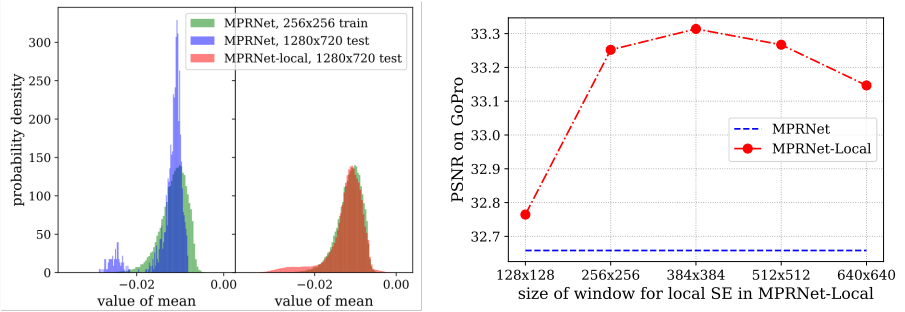 MPRNet, 256x256 train
MPRNet, 1280x720 test
MPRNet-local, 1280x720 test
probability density
300
250
200
150
100
50
0
−0.02 0.00 −0.02 0.00
value of mean value of mean
PSNR on GoPro
33.3
33.2
33.1
33.0
32.9
32.8
32.7
MPRNet
MPRNet-Local
128x128 256x256 384x384 512x512 640x640
size of window for local SE in MPRNet-Local